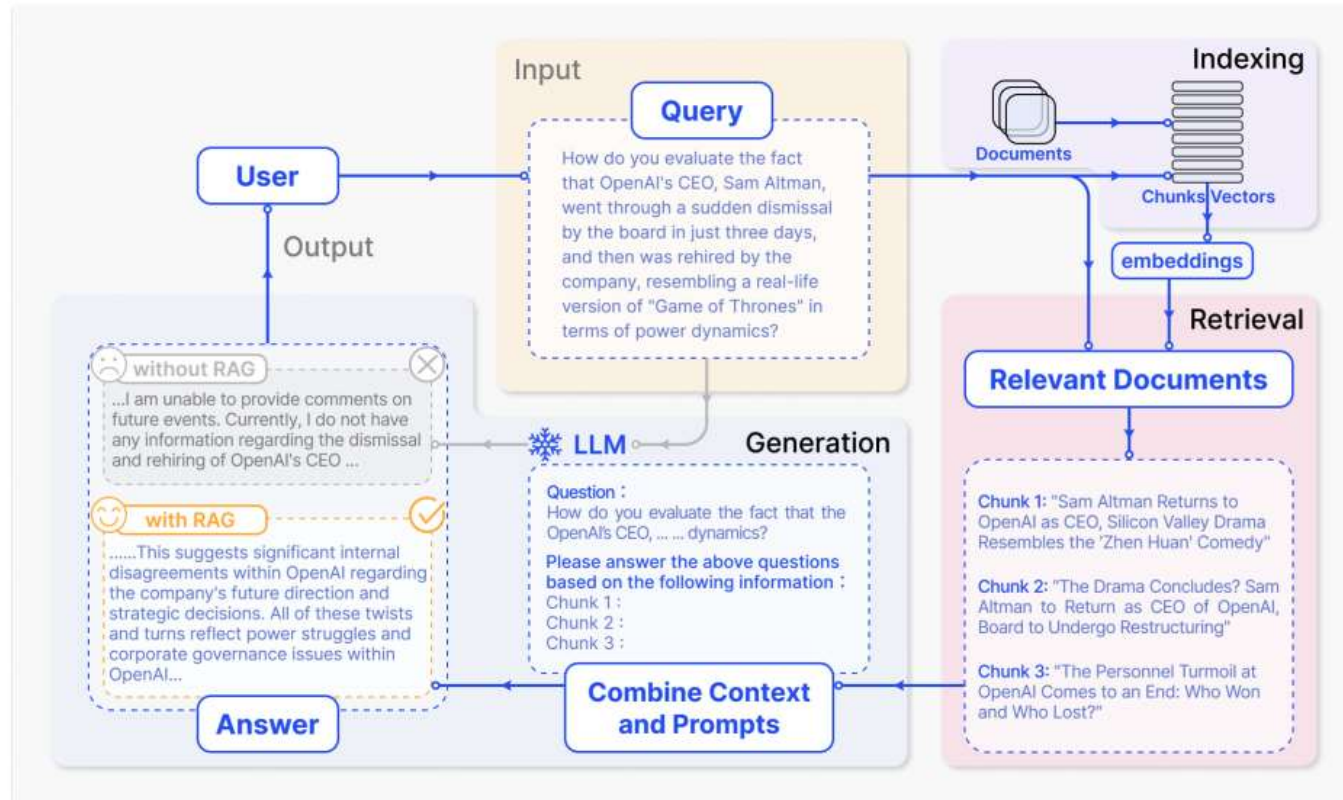 Input
Query
How do you evaluate the fact
that OpenAI's CEO, Sam Altman,
went through a sudden dismissal
by the board in just three days,
and then was rehired by the
company, resembling a real-life
version of "Game of Thrones" in
terms of power dynamics?
Indexing
Documents
Chunks Vectors
embeddings
User
Output
Retrieval
Relevant Documents
Chunk 1: "Sam Altman Returns to
OpenAI as CEO, Silicon Valley Drama
Resembles the 'Zhen Huan' Comedy"
Chunk 2: "The Drama Concludes? Sam
Altman to Return as CEO of OpenAI,
Board to Undergo Restructuring"
Chunk 3: "The Personnel Turmoil at
OpenAI Comes to an End: Who Won
and Who Lost?"
Generation
LLM
Question :
How do you evaluate the fact that the
OpenAI's CEO, ... ... dynamics?
Please answer the above questions
based on the following information :
Chunk 1 :
Chunk 2 :
Chunk 3 :
Combine Context
and Prompts
without RAG
...I am unable to provide comments on
future events. Currently, I do not have
any information regarding the dismissal
and rehiring of OpenAI's CEO ...
with RAG
......This suggests significant internal
disagreements within OpenAI regarding
the company's future direction and
strategic decisions. All of these twists
and turns reflect power struggles and
corporate governance issues within
OpenAI...
Answer